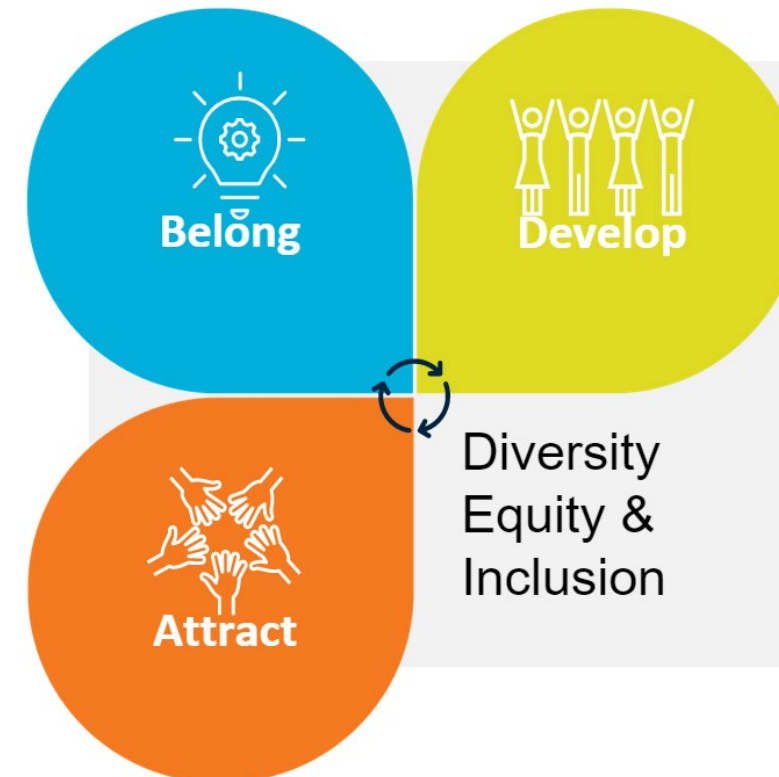 Belong
Develop
Attract
Diversity
Equity &
Inclusion